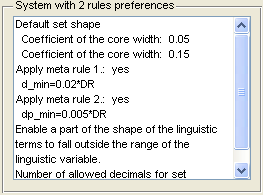 System with 2 rules preferences
Default set shape
Coefficient of the core width:  0.05
Coefficient of the core width:  0.15
Apply meta rule 1.:  yes
d_min=0.02*DR
Apply meta rule 2.:  yes
dp_min=0.005*DR
Enable a part of the shape of the linguistic
terms to fall outside the range of the
linguistic variable.
Number of allowed decimals for set